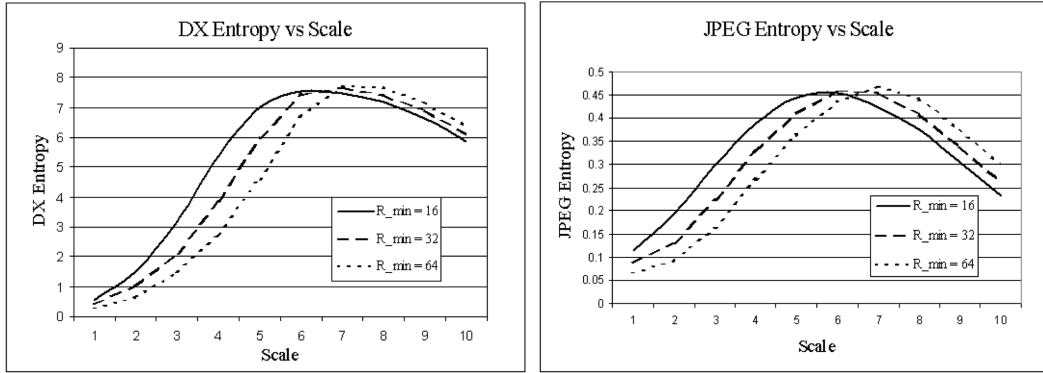 DX Entropy vs Scale
9
8
7
6
5
4
3
2
1
0
DX Entropy
1 2 3 4 5 6 7 8 9 10
Scale
R_min = 16
R_min = 32
R_min = 64
JPEG Entropy vs Scale
0.5
0.45
0.4
0.35
0.3
0.25
0.2
0.15
0.1
0.05
0
JPEG Entropy
1 2 3 4 5 6 7 8 9 10
Scale
R_min = 16
R_min = 32
R_min = 64